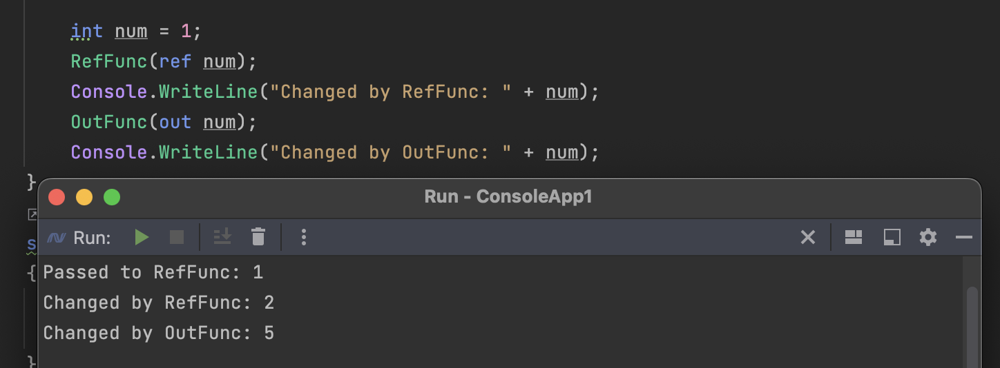 int num = 1;
RefFunc(ref num);
Console.WriteLine("Changed by RefFunc: " + num);
OutFunc(out num);
Console.WriteLine("Changed by OutFunc: " + num);
}
Run - ConsoleApp1
Run:
s
{
Passed to RefFunc: 1
Changed by RefFunc: 2
Changed by OutFunc: 5
}